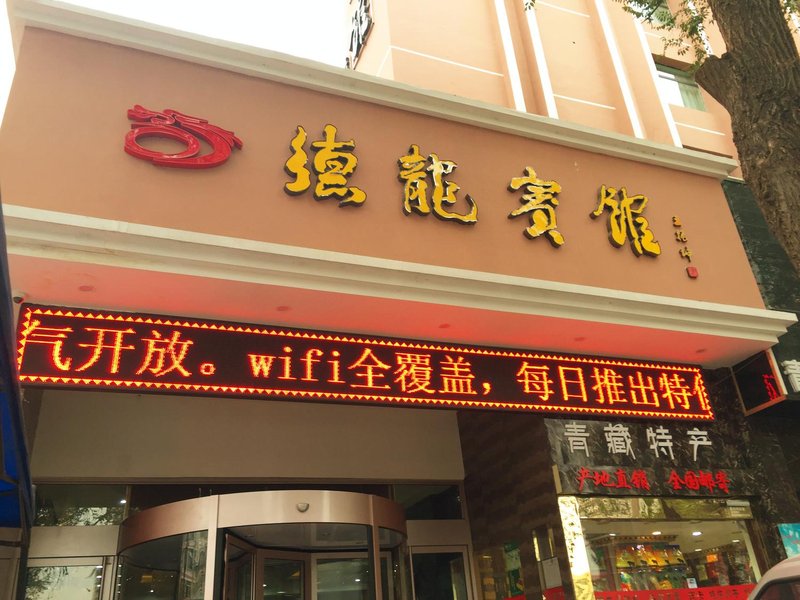 德龍賓館
气开放。wifi全覆盖，每日推出特价
青藏特产
产地直销 全国邮寄